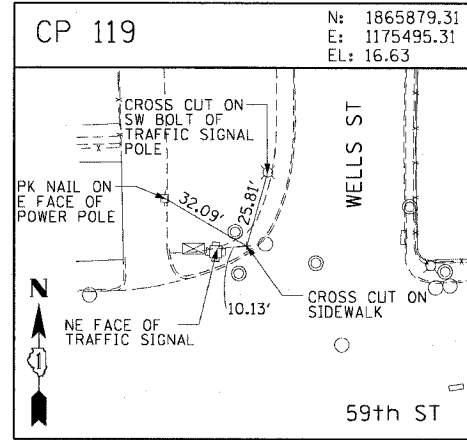 CP 119
N: 1865879.31
E: 1175495.31
EL: 16.63
CROSS CUT ON
SW BOLT OF
TRAFFIC SIGNAL
POLE
WELLS ST
PK NAIL ON
E FACE OF
POWER POLE
32.09'
25.81'
10.13'
N
1
NE FACE OF
TRAFFIC SIGNAL
CROSS CUT ON
SIDEWALK
59th ST